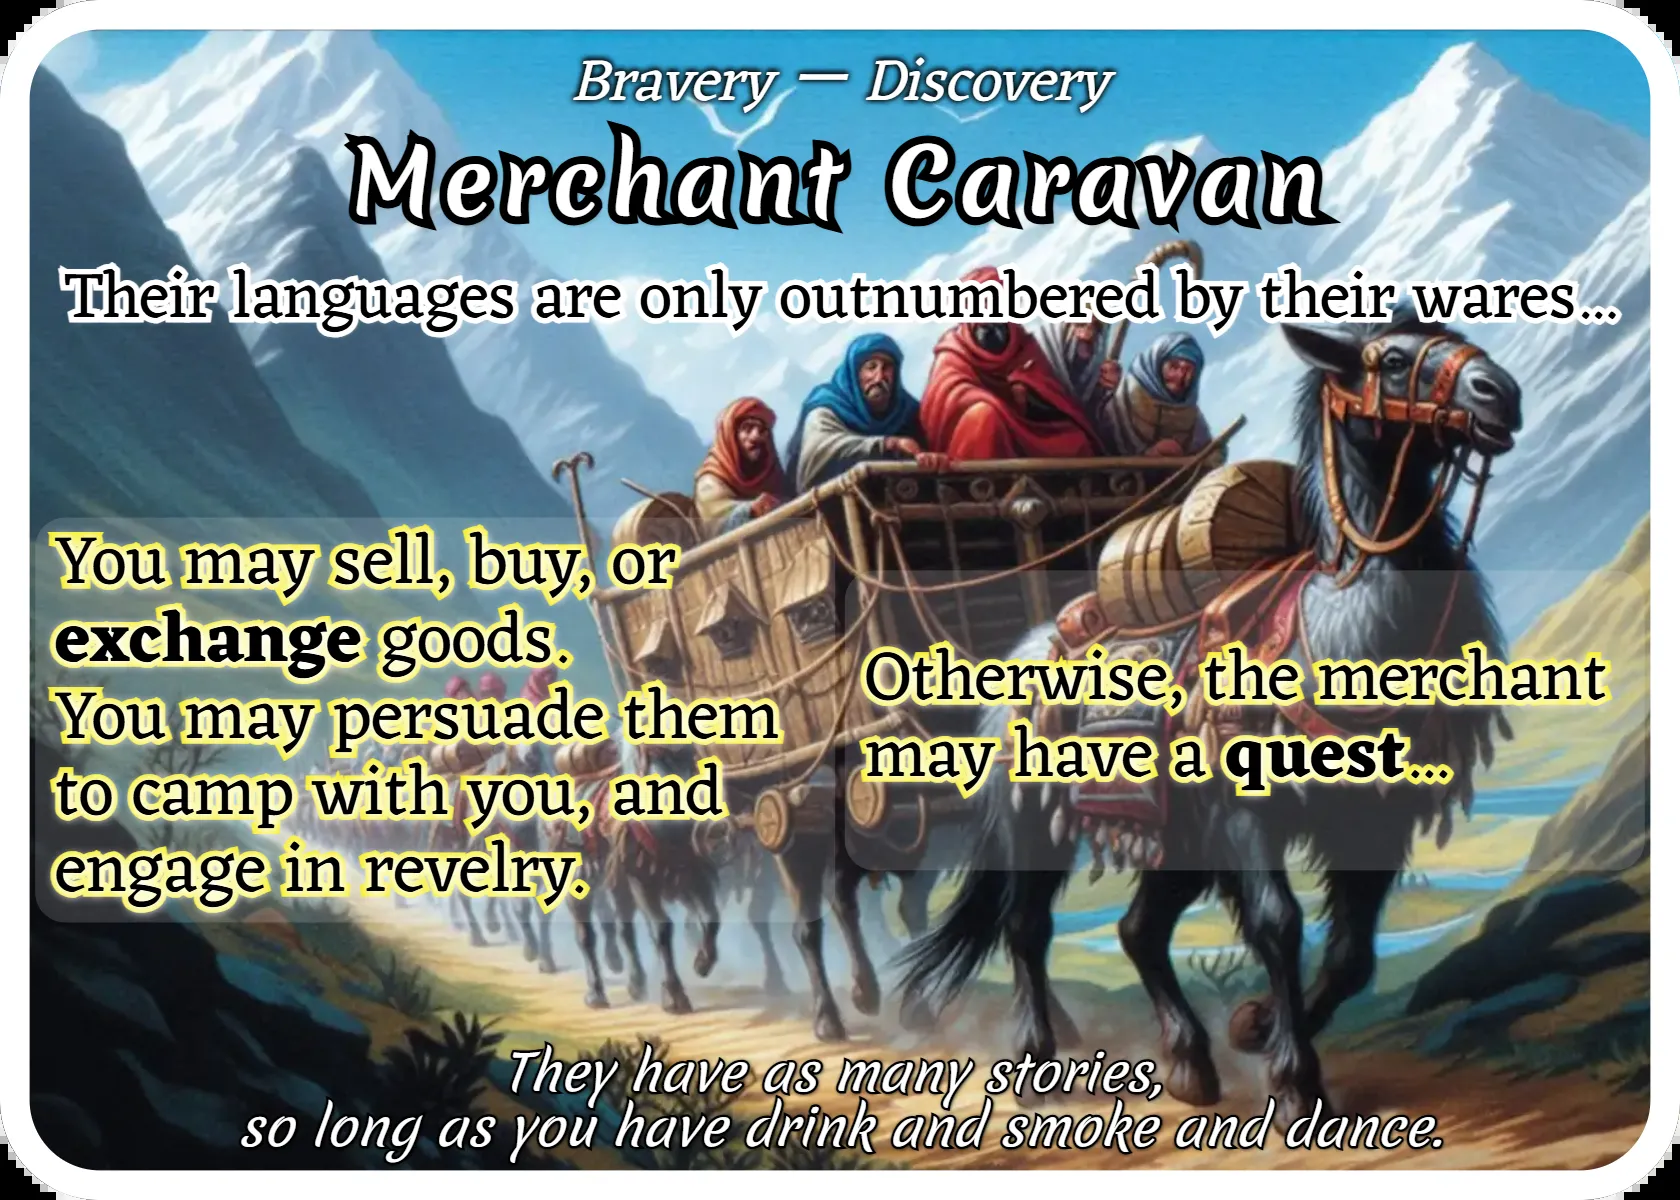 Bravery — Discovery
Merchant Caravan
Their languages are only outnumbered by their wares...
You may sell, buy, or
exchange goods.
You may persuade them
to camp with you, and
engage in revelry.
Otherwise, the merchant
may have a quest...
They have as many stories,
so long as you have drink and smoke and dance.